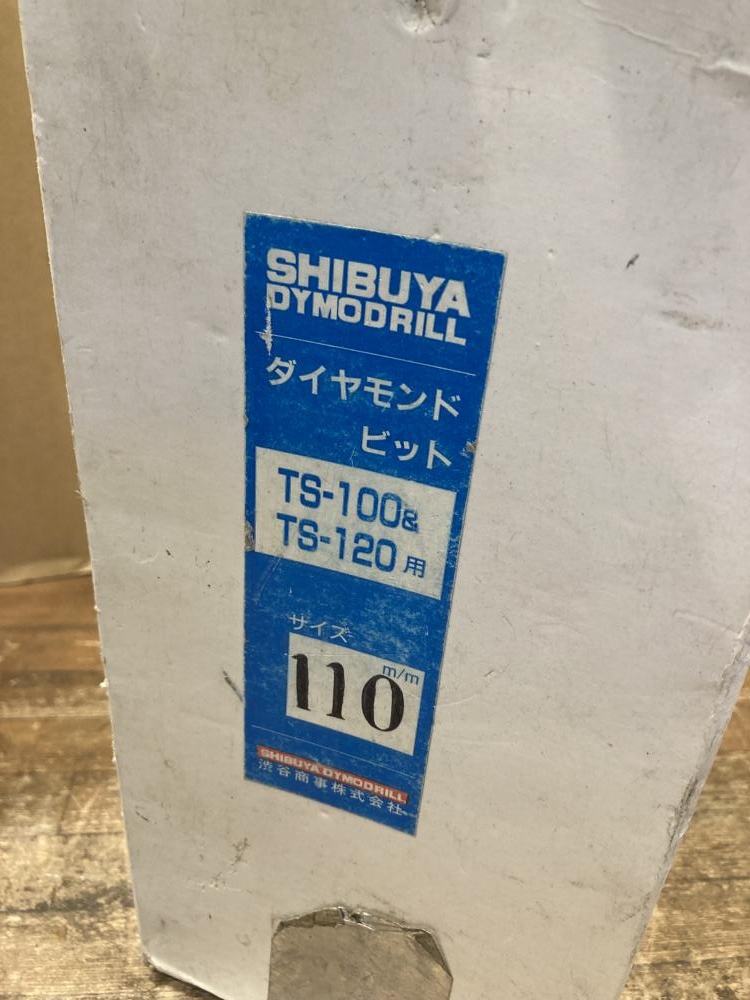 SHIBUYA
DYMODRILL
ダイヤモンド
ビット
TS-100&
TS-120用
サイズ
m/m
110
SHIBUYA DYMODRILL
渋谷商事株式会社